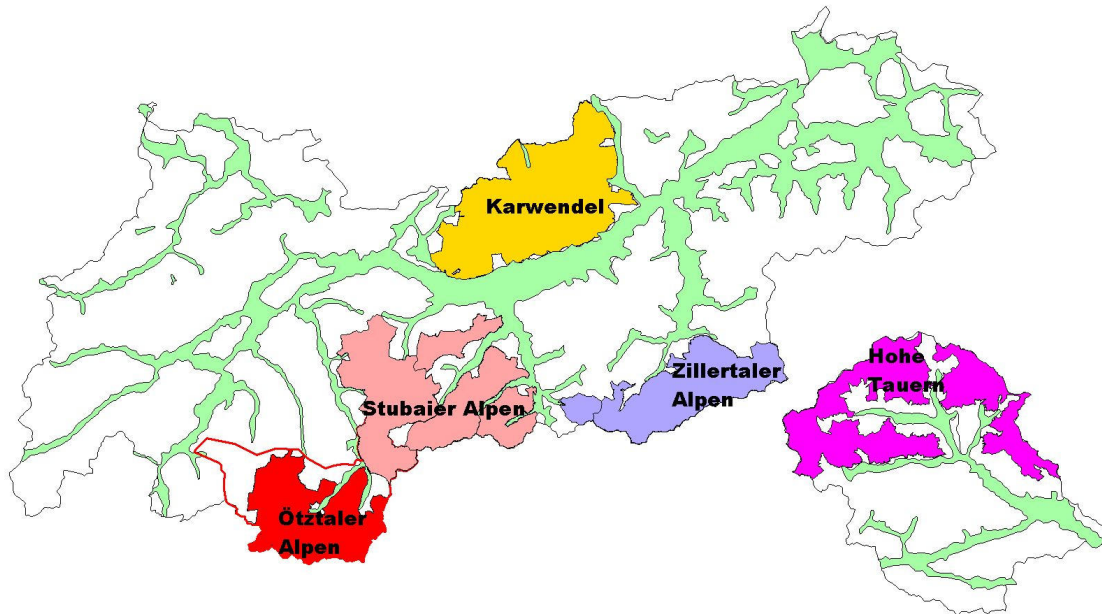 Karwendel
Hohe
Tauern
Zillertaler
Alpen
Stubaier Alpen
Ötztaler
Alpen